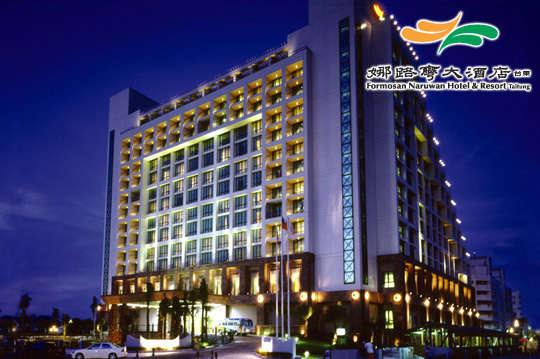 娜路彎大酒店 台東
Formosan Naruwan Hotel & Resort Taitung